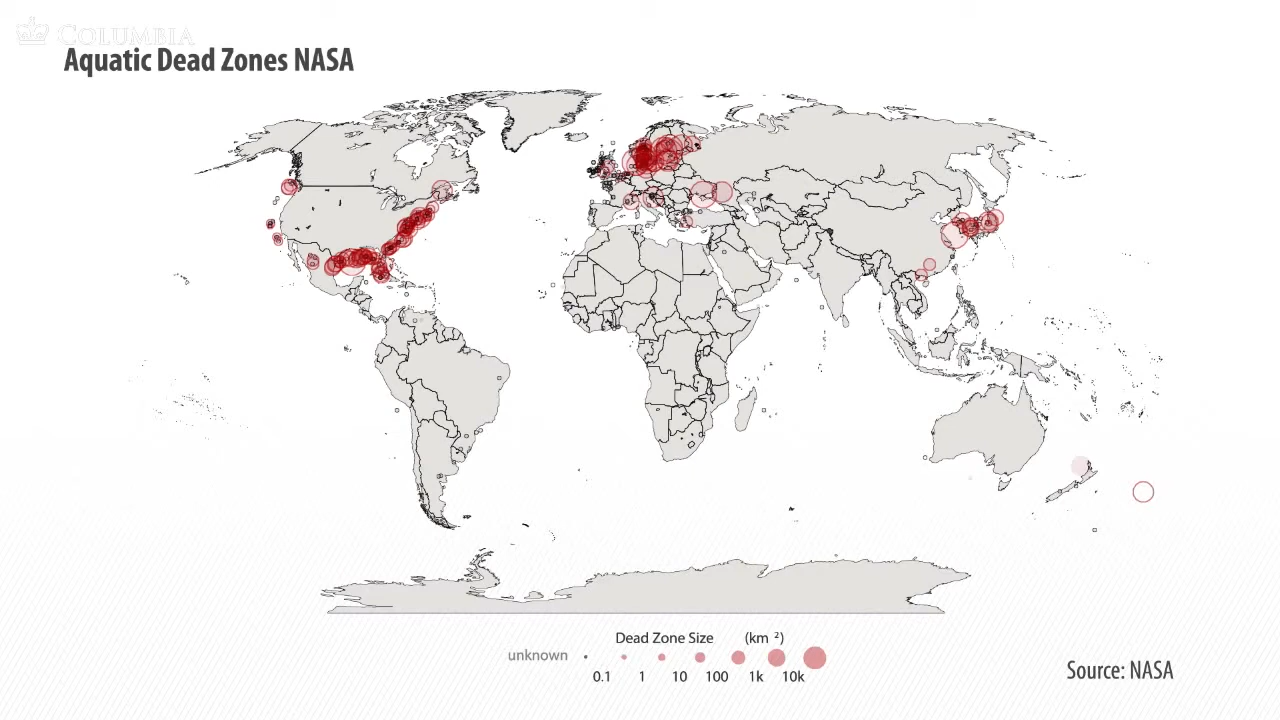 COLUMBIA
Aquatic Dead Zones NASA
Dead Zone Size (km ²)
unknown
0.1 1 10 100 1k 10k
Source: NASA